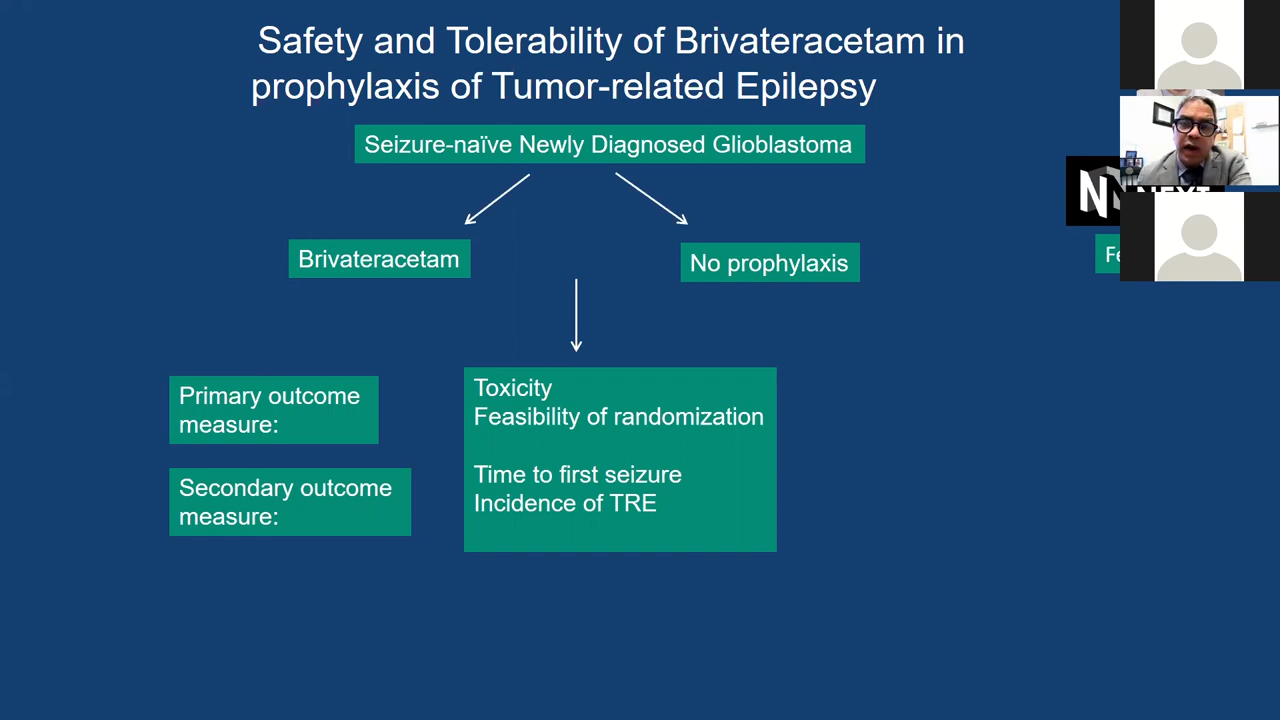 Safety and Tolerability of Brivateracetam in
prophylaxis of Tumor-related Epilepsy
Seizure-naïve Newly Diagnosed Glioblastoma
Brivateracetam
No prophylaxis
Primary outcome
measure:
Toxicity
Feasibility of randomization
Secondary outcome
measure:
Time to first seizure
Incidence of TRE